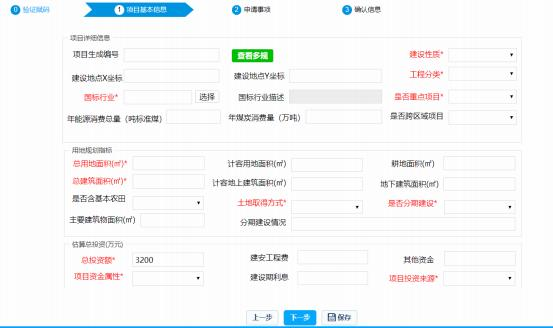 0 验证赋码 1 项目基本信息 2 申请事项 3 确认信息
项目详细信息
项目生成编号 查看多规 建设性质*
建设地点X坐标 建设地点Y坐标 工程分类*
国标行业* 选择 国标行业描述 是否重点项目*
年能源消费总量（吨标准煤） 年煤炭消费量（万吨） 是否跨区域项目
用地规划指标
总用地面积(㎡)* 计容用地面积(㎡) 耕地面积(㎡)
总建筑面积(㎡)* 计容地上建筑面积(㎡) 地下建筑面积(㎡)
是否含基本农田 土地取得方式* 是否分期建设*
主要建筑物面积(㎡) 分期建设情况
估算总投资(万元)
总投资额* 3200 建安工程费 其他资金
项目资金属性* 建设期利息 项目投资来源*
上一步 下一步 保存